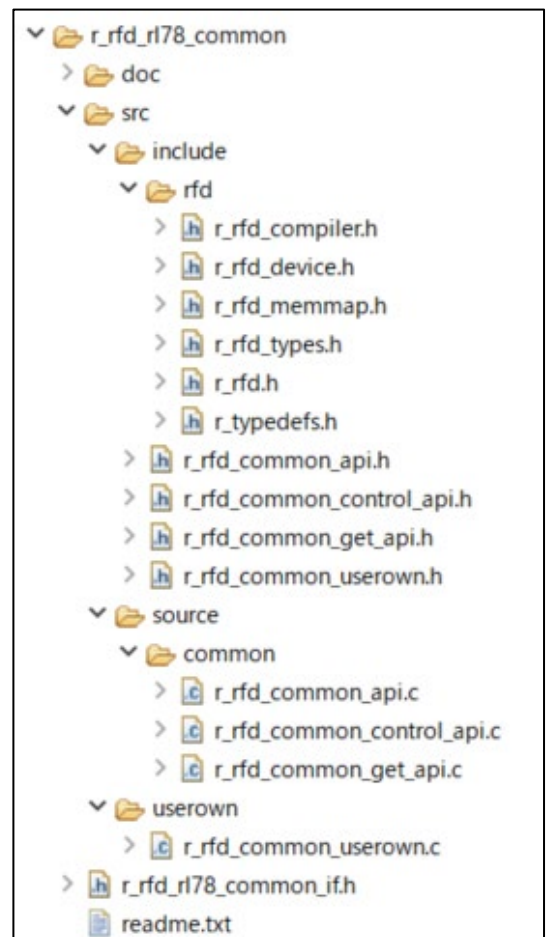 r_rfd_rl78_common
doc
src
include
rfd
r_rfd_compiler.h
r_rfd_device.h
r_rfd_memmap.h
r_rfd_types.h
r_rfd.h
r_typedefs.h
r_rfd_common_api.h
r_rfd_common_control_api.h
r_rfd_common_get_api.h
r_rfd_common_userown.h
source
common
r_rfd_common_api.c
r_rfd_common_control_api.c
r_rfd_common_get_api.c
userown
r_rfd_common_userown.c
r_rfd_rl78_common_if.h
readme.txt